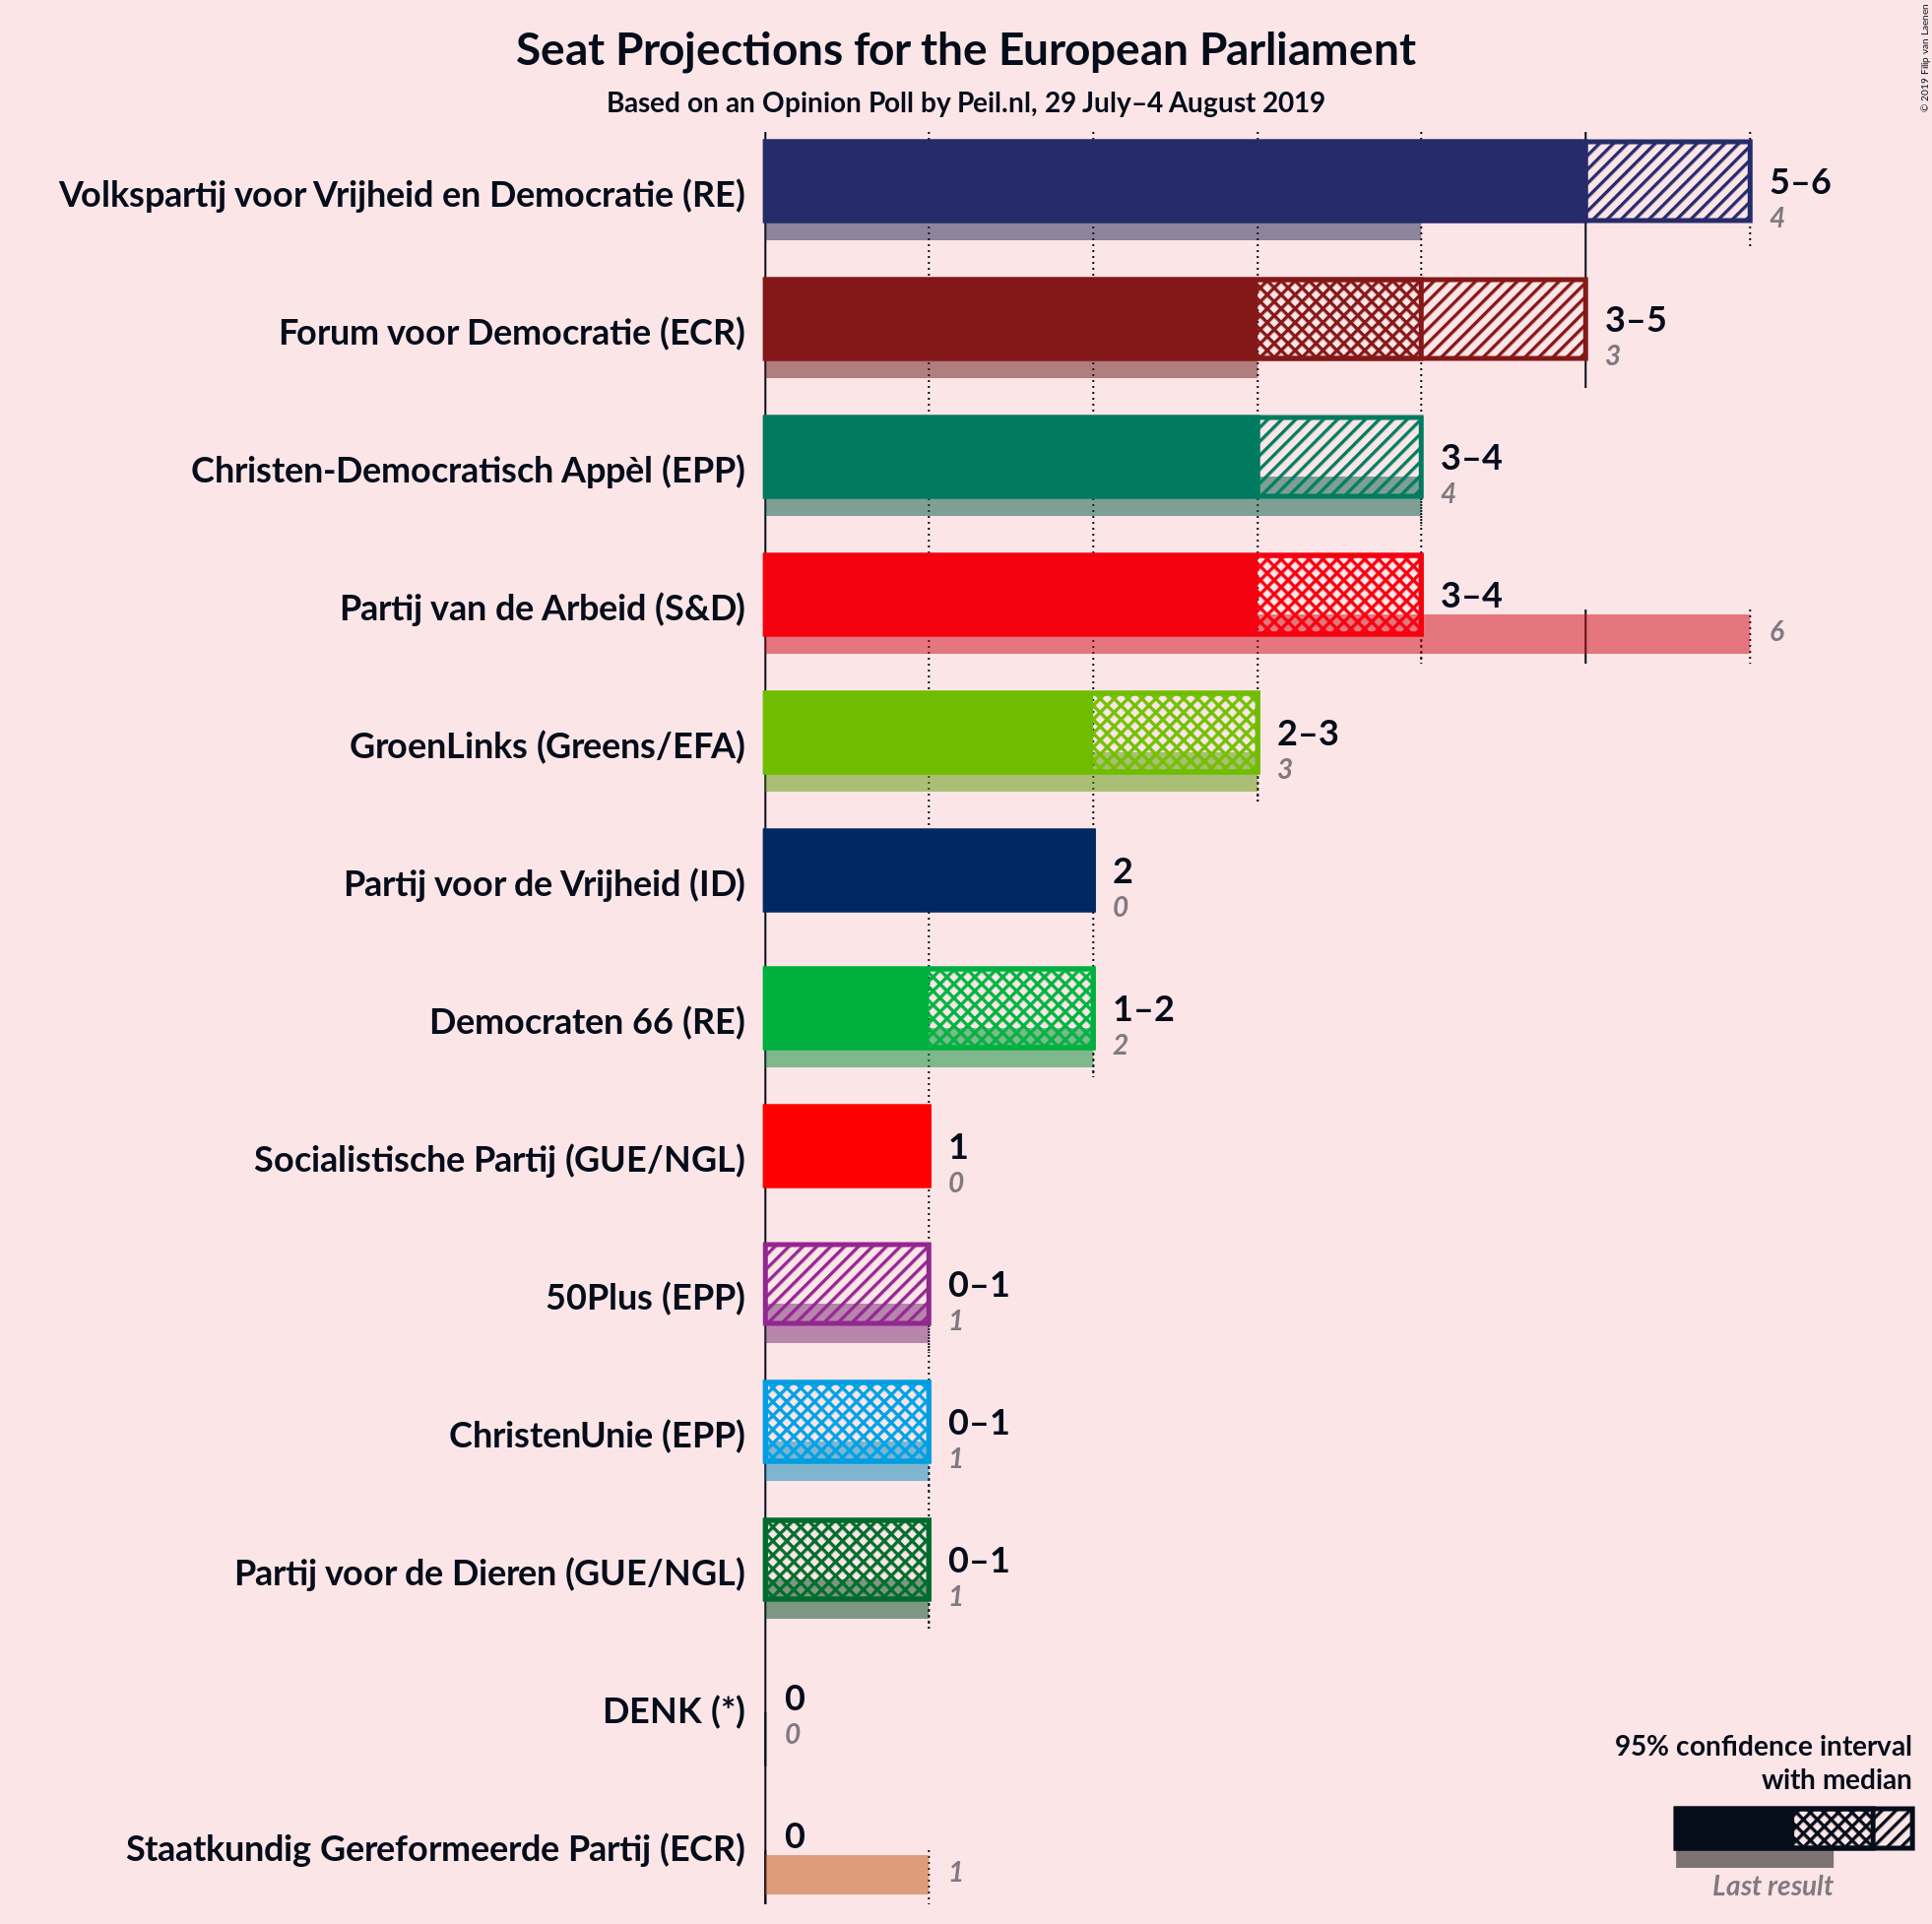 Seat Projections for the European Parliament
Based on an Opinion Poll by Peil.nl, 29 July–4 August 2019
© 2019 Filip van Laenen
Volkspartij voor Vrijheid en Democratie (RE)
5–6
4
Forum voor Democratie (ECR)
3–5
3
Christen-Democratisch Appèl (EPP)
3–4
4
Partij van de Arbeid (S&D)
3–4
6
GroenLinks (Greens/EFA)
2–3
3
Partij voor de Vrijheid (ID)
2
0
Democraten 66 (RE)
1–2
2
Socialistische Partij (GUE/NGL)
1
0
50Plus (EPP)
0–1
1
ChristenUnie (EPP)
0–1
1
Partij voor de Dieren (GUE/NGL)
0–1
1
DENK (*)
0
0
Staatkundig Gereformeerde Partij (ECR)
0
1
95% confidence interval
with median
Last result